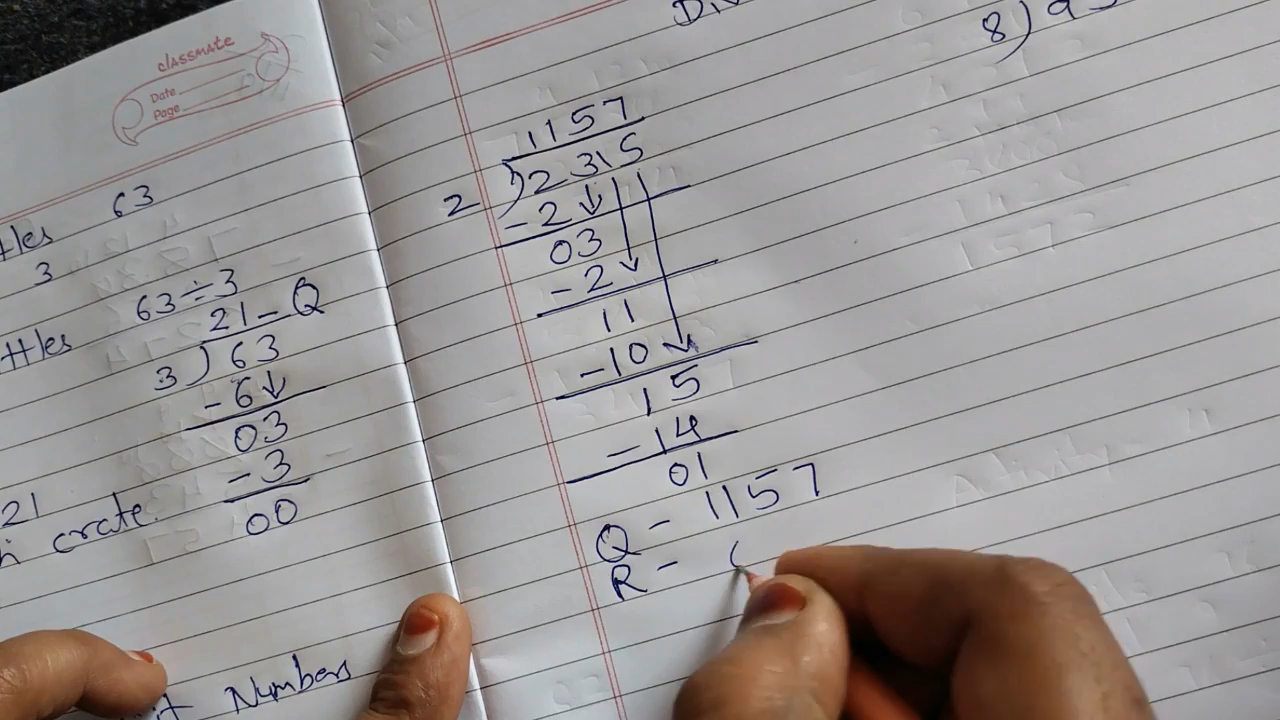 classmate
Date
Page
63
3
63÷3
21 - Q
3) 63
- 6↓
03
- 3
00
21
crate.
Numbers
1157
2) 2315
- 2↓
03
- 2↓
11
- 10↓
15
- 14
01
Q - 1157
R -
8)